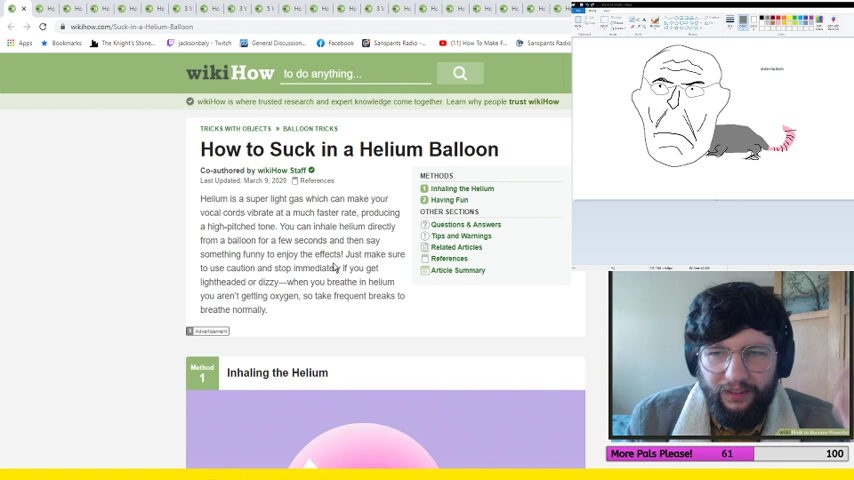 wikihow.com/Suck-in-a-Helium-Balloon
Apps
Bookmarks
The Knight's Stone...
jacksonbaly - Twitch
General Discussion...
Facebook
Sanspants Radio -...
(11) How To Make F...
Sanspants Radio
wikiHow to do anything...
wikiHow is where trusted research and expert knowledge come together. Learn why people trust wikiHow
TRICKS WITH OBJECTS » BALLOON TRICKS
How to Suck in a Helium Balloon
Co-authored by wikiHow Staff
Last Updated: March 9, 2020 References
Helium is a super light gas which can make your
vocal cords vibrate at a much faster rate, producing
a high-pitched tone. You can inhale helium directly
from a balloon for a few seconds and then say
something funny to enjoy the effects! Just make sure
to use caution and stop immediately if you get
lightheaded or dizzy—when you breathe in helium
you aren't getting oxygen, so take frequent breaks to
breathe normally.
METHODS
1 Inhaling the Helium
2 Having Fun
OTHER SECTIONS
Questions & Answers
Tips and Warnings
Related Articles
References
Article Summary
Advertisement
Method
1
Inhaling the Helium
More Pals Please! 61 100